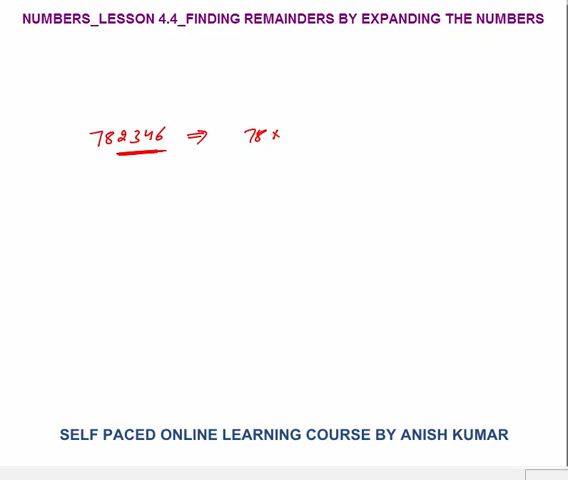 NUMBERS_LESSON 4.4_FINDING REMAINDERS BY EXPANDING THE NUMBERS
782346 ⇒ 78 ×
SELF PACED ONLINE LEARNING COURSE BY ANISH KUMAR